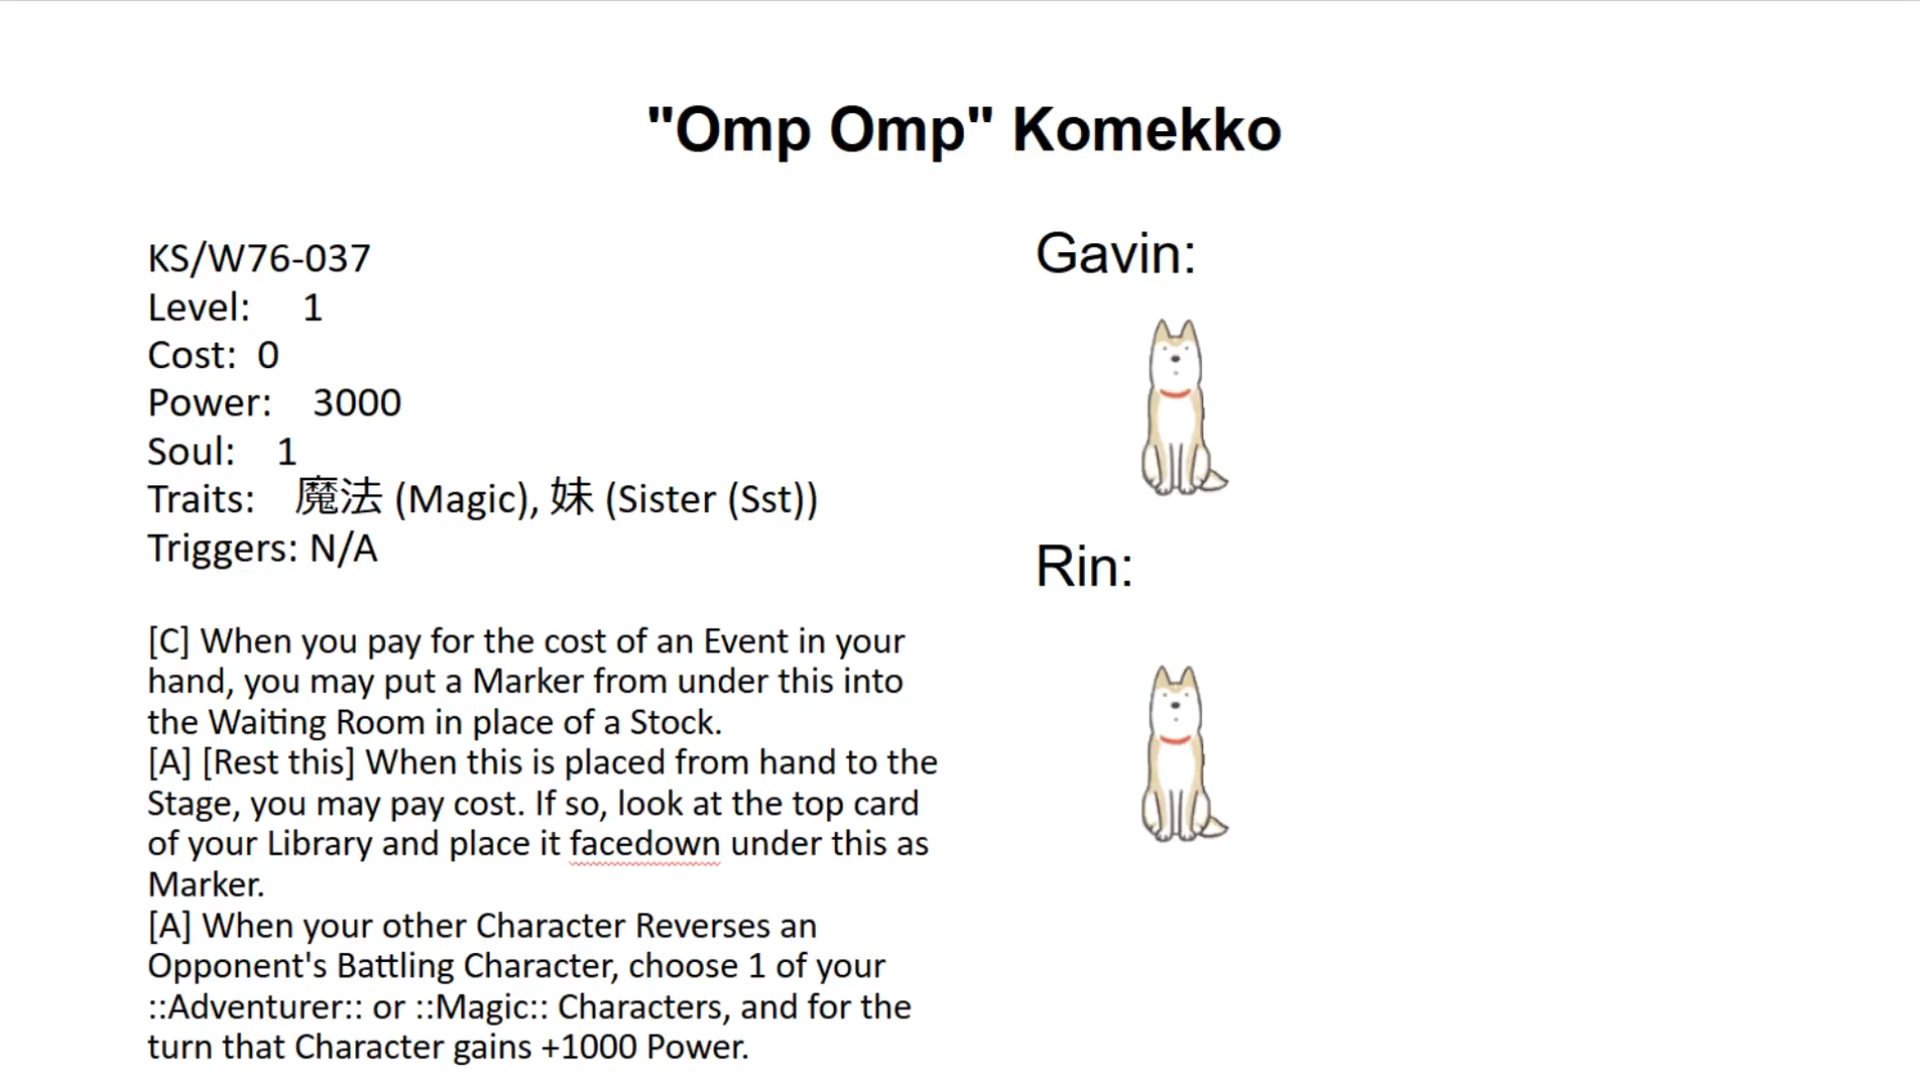 "Omp Omp" Komekko
KS/W76-037
Level: 1
Cost: 0
Power: 3000
Soul: 1
Traits: 魔法 (Magic), 妹 (Sister (Sst))
Triggers: N/A
[C] When you pay for the cost of an Event in your
hand, you may put a Marker from under this into
the Waiting Room in place of a Stock.
[A] [Rest this] When this is placed from hand to the
Stage, you may pay cost. If so, look at the top card
of your Library and place it facedown under this as
Marker.
[A] When your other Character Reverses an
Opponent's Battling Character, choose 1 of your
::Adventurer:: or ::Magic:: Characters, and for the
turn that Character gains +1000 Power.
Gavin:
Rin: